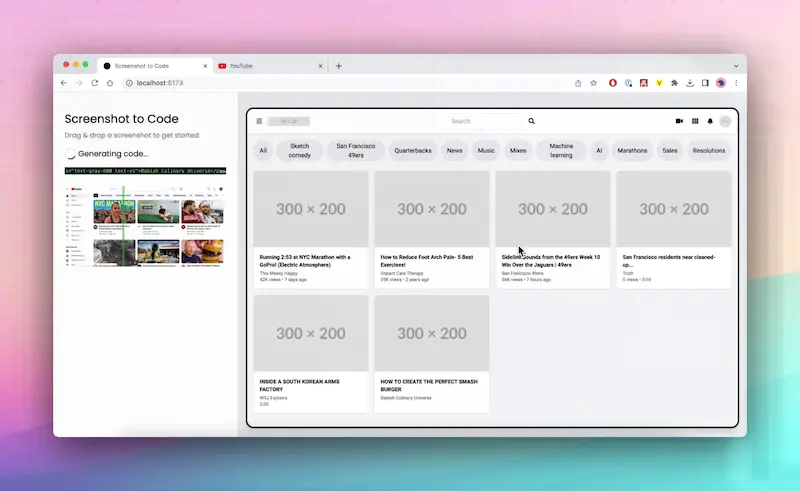 Screenshot to Code
YouTube
localhost:5173
Screenshot to Code
Drag & drop a screenshot to get started.
Generating code...
s="text-gray-600 text-xs">Babish Culinary Universe</
NYC MARATHON
Search
All
Sketch comedy
San Francisco 49ers
Quarterbacks
News
Music
Mixes
Machine learning
AI
Marathons
Sales
Resolutions
300 × 200
Running 2:53 at NYC Marathon with a
GoPro! (Electric Atmosphere)
This Messy Happy
42K views • 7 days ago
300 × 200
How to Reduce Foot Arch Pain- 5 Best
Exercises!
Impact Care Therapy
35K views • 2 years ago
300 × 200
Sideline Sounds from the 49ers Week 10
Win Over the Jaguars | 49ers
San Francisco 49ers
56K views • 7 hours ago
300 × 200
San Francisco residents near cleaned-
up...
Truth
0 views • 0:54
300 × 200
INSIDE A SOUTH KOREAN ARMS
FACTORY
WSJ Explains
300 × 200
HOW TO CREATE THE PERFECT SMASH
BURGER
Babish Culinary Universe